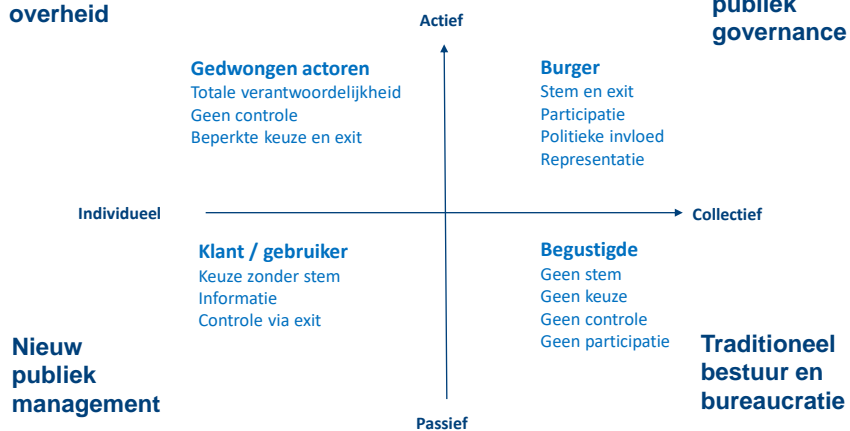 overheid
publiek
governance
Actief
Gedwongen actoren
Totale verantwoordelijkheid
Geen controle
Beperkte keuze en exit
Burger
Stem en exit
Participatie
Politieke invloed
Representatie
Individueel
Collectief
Klant / gebruiker
Keuze zonder stem
Informatie
Controle via exit
Begustigde
Geen stem
Geen keuze
Geen controle
Geen participatie
Nieuw
publiek
management
Traditioneel
bestuur en
bureaucratie
Passief